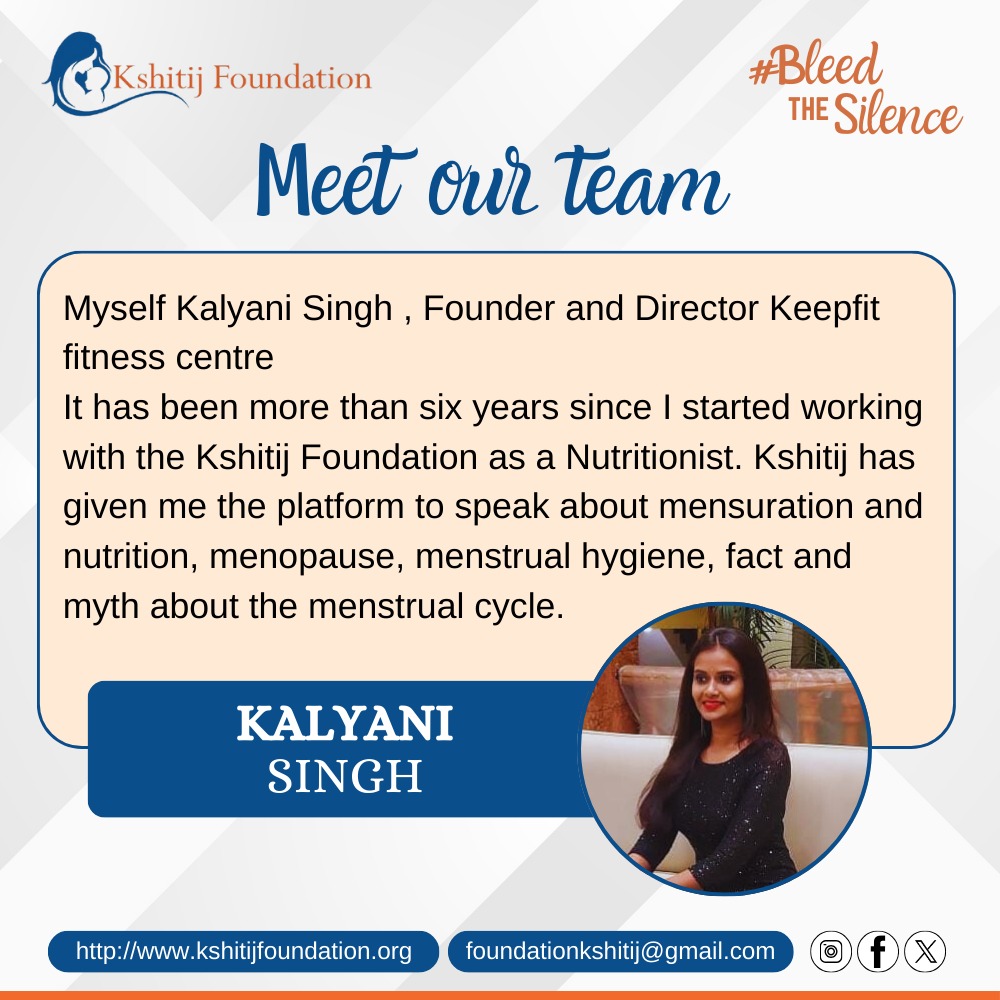 Kshitij Foundation
#Bleed
THE Silence
Meet our team
Myself Kalyani Singh , Founder and Director Keepfit
fitness centre
It has been more than six years since I started working
with the Kshitij Foundation as a Nutritionist. Kshitij has
given me the platform to speak about mensuration and
nutrition, menopause, menstrual hygiene, fact and
myth about the menstrual cycle.
KALYANI
SINGH
http://www.kshitijfoundation.org
foundationkshitij@gmail.com